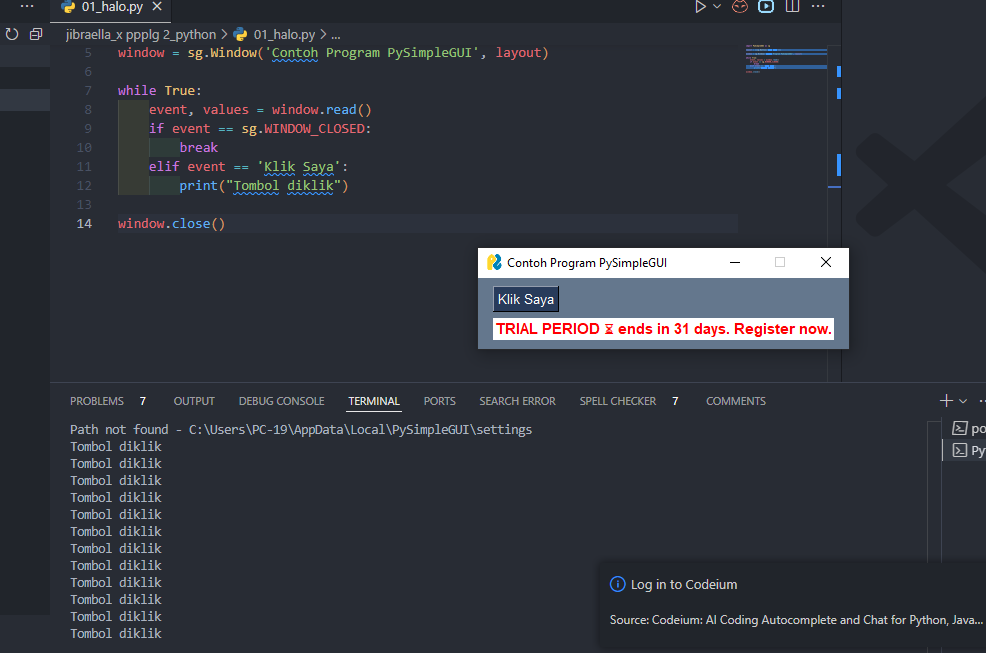 01_halo.py
jibraella_x ppplg 2_python > 01_halo.py > ...
5 window = sg.Window('Contoh Program PySimpleGUI', layout)
6
7 while True:
8 event, values = window.read()
9 if event == sg.WINDOW_CLOSED:
10 break
11 elif event == 'Klik Saya':
12 print("Tombol diklik")
13
14 window.close()
Contoh Program PySimpleGUI
Klik Saya
TRIAL PERIOD ⌛ ends in 31 days. Register now.
PROBLEMS 7 OUTPUT DEBUG CONSOLE TERMINAL PORTS SEARCH ERROR SPELL CHECKER 7 COMMENTS
Path not found - C:\Users\PC-19\AppData\Local\PySimpleGUI\settings
Tombol diklik
Tombol diklik
Tombol diklik
Tombol diklik
Tombol diklik
Tombol diklik
Tombol diklik
Tombol diklik
Tombol diklik
Tombol diklik
Tombol diklik
Tombol diklik
po
Py
Log in to Codeium
Source: Codeium: AI Coding Autocomplete and Chat for Python, Java...